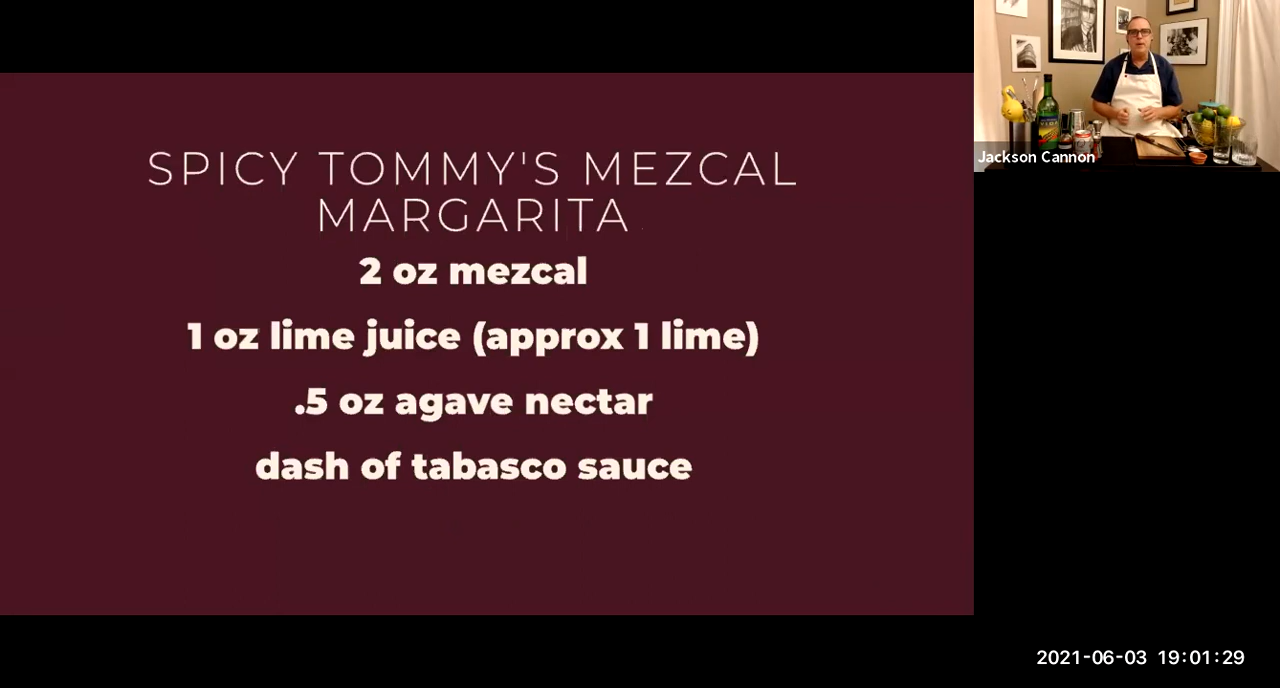 SPICY TOMMY'S MEZCAL
MARGARITA
2 oz mezcal
1 oz lime juice (approx 1 lime)
.5 oz agave nectar
dash of tabasco sauce
Jackson Cannon
2021-06-03 19:01:29